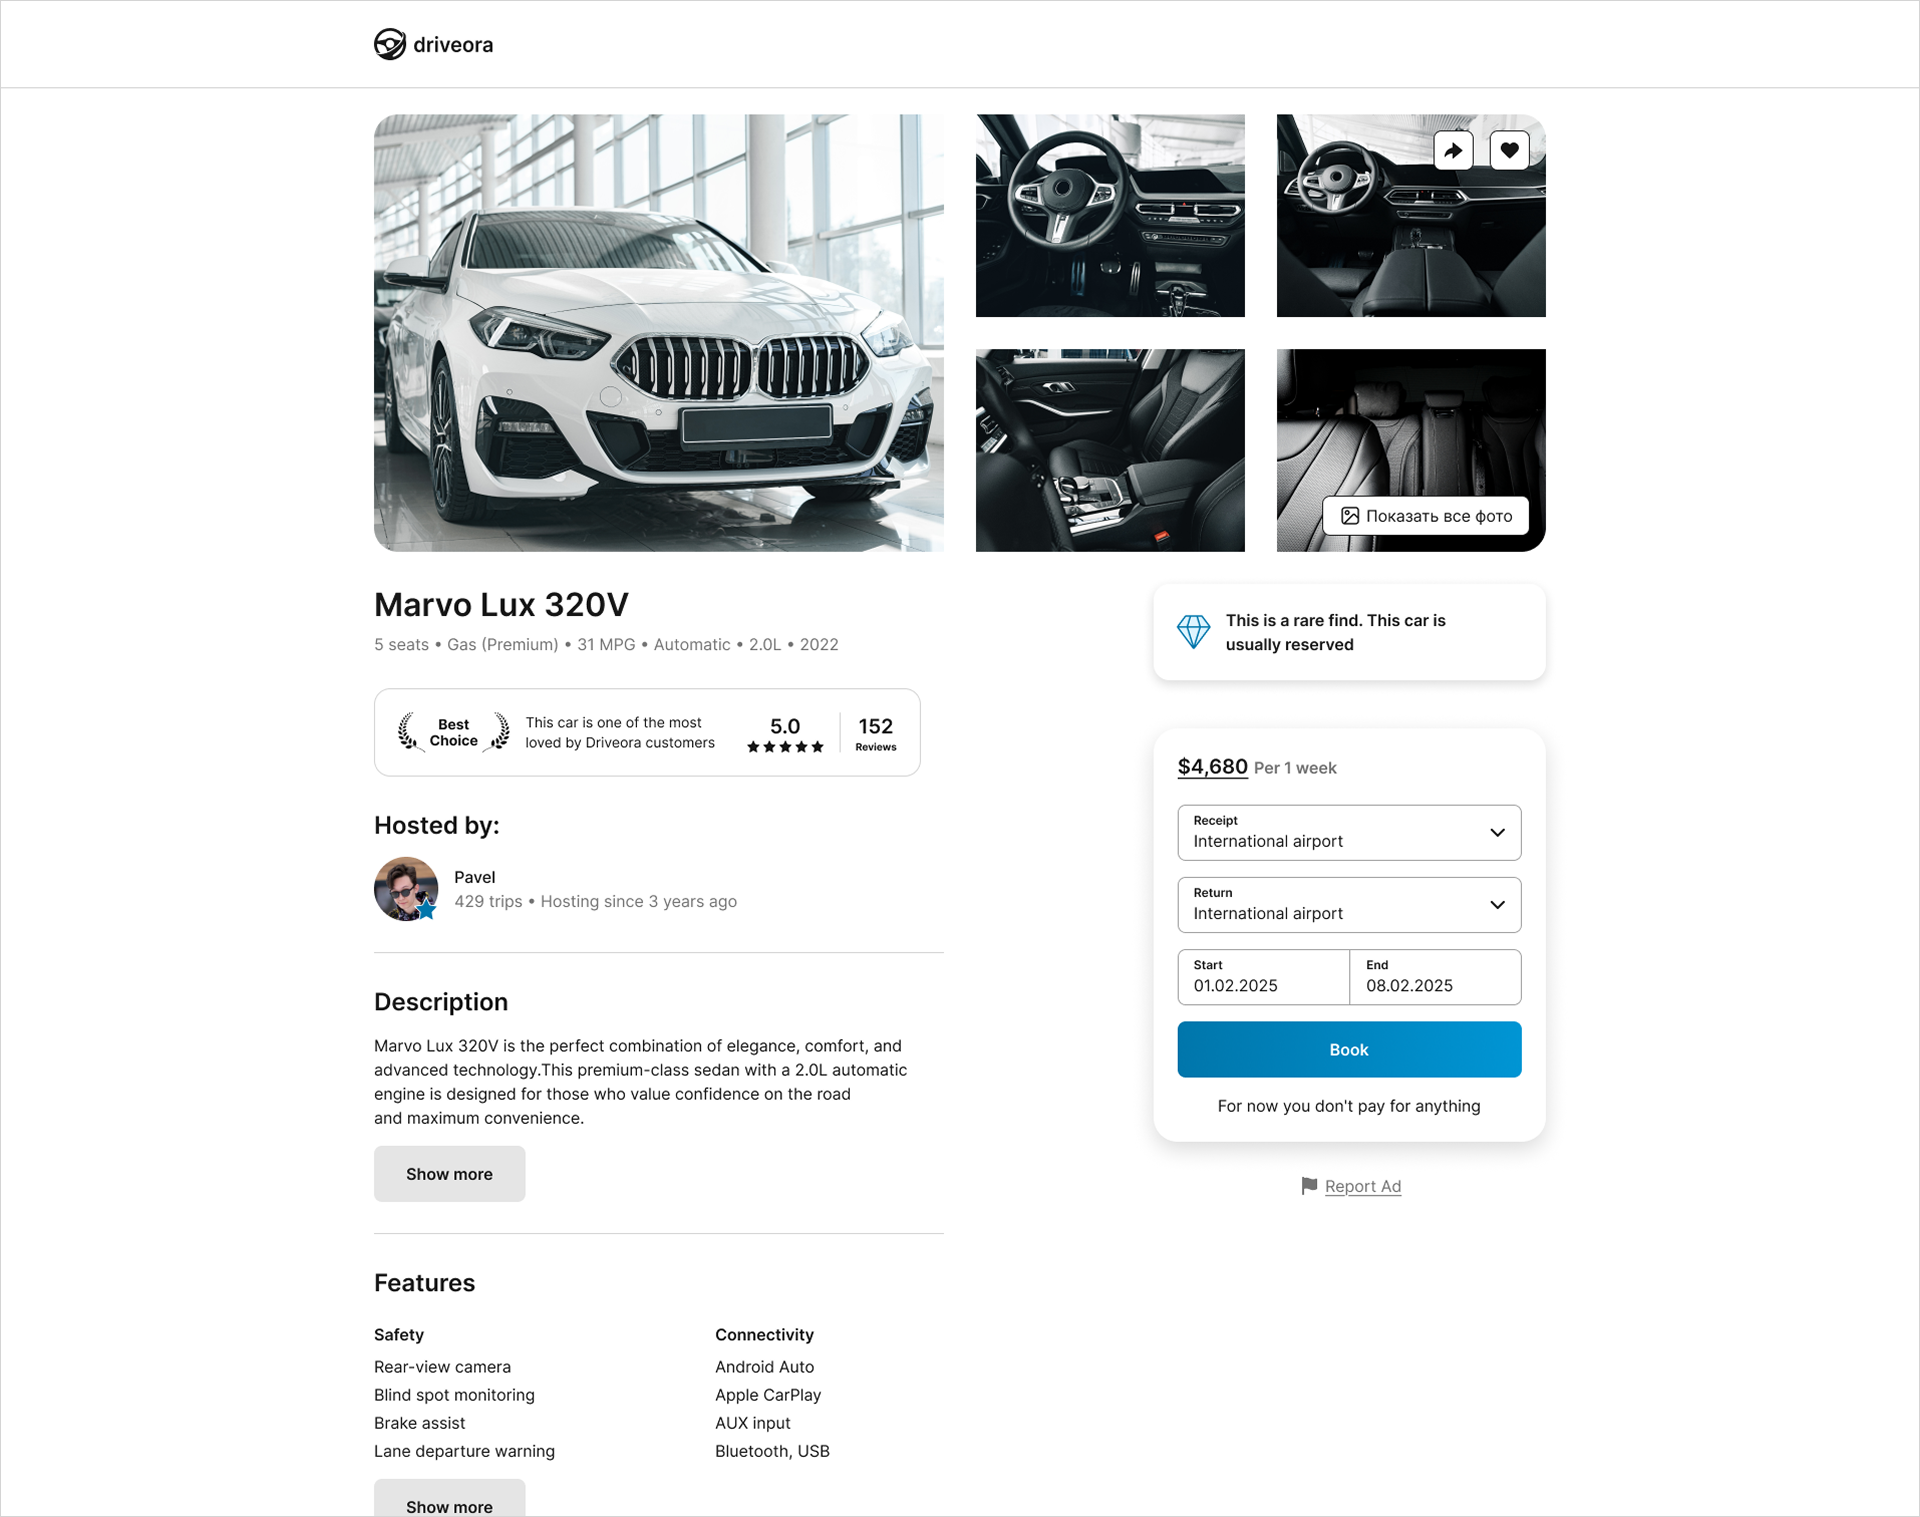 driveora
Показать все фото
Marvo Lux 320V
5 seats • Gas (Premium) • 31 MPG • Automatic • 2.0L • 2022
Best
Choice
This car is one of the most
loved by Driveora customers
5.0
152
Reviews
Hosted by:
Pavel
429 trips • Hosting since 3 years ago
Description
Marvo Lux 320V is the perfect combination of elegance, comfort, and
advanced technology.This premium-class sedan with a 2.0L automatic
engine is designed for those who value confidence on the road
and maximum convenience.
Show more
Features
Safety
Rear-view camera
Blind spot monitoring
Brake assist
Lane departure warning
Connectivity
Android Auto
Apple CarPlay
AUX input
Bluetooth, USB
Show more
This is a rare find. This car is
usually reserved
$4,680 Per 1 week
Receipt
International airport
Return
International airport
Start
01.02.2025
End
08.02.2025
Book
For now you don't pay for anything
Report Ad